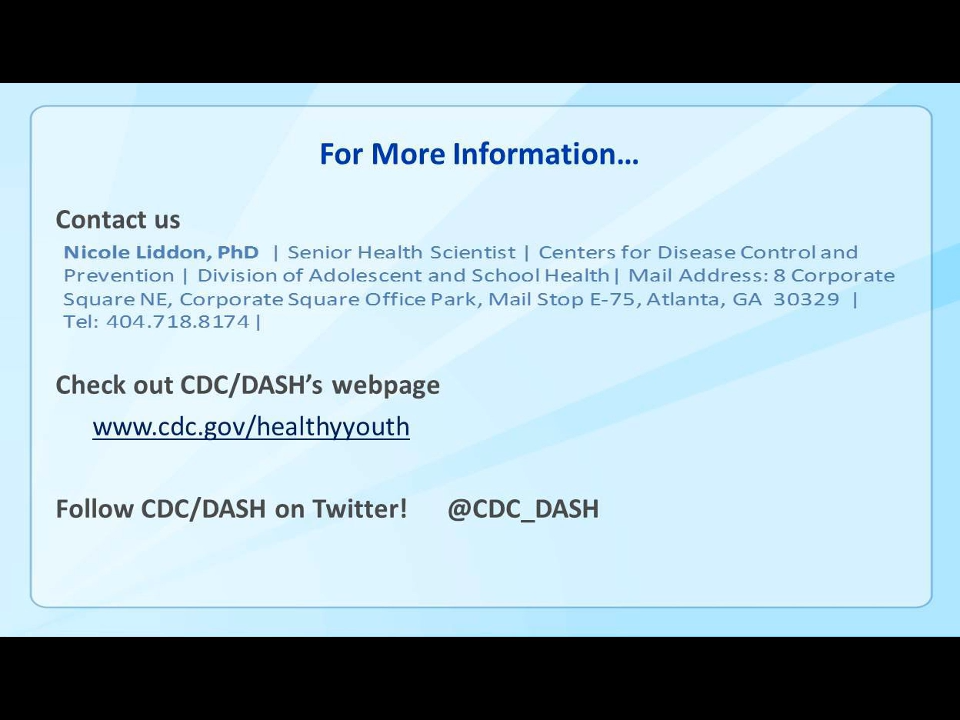 For More Information…
Contact us
Nicole Liddon, PhD | Senior Health Scientist | Centers for Disease Control and
Prevention | Division of Adolescent and School Health| Mail Address: 8 Corporate
Square NE, Corporate Square Office Park, Mail Stop E-75, Atlanta, GA 30329 |
Tel: 404.718.8174 |
Check out CDC/DASH’s webpage
www.cdc.gov/healthyyouth
Follow CDC/DASH on Twitter! @CDC_DASH